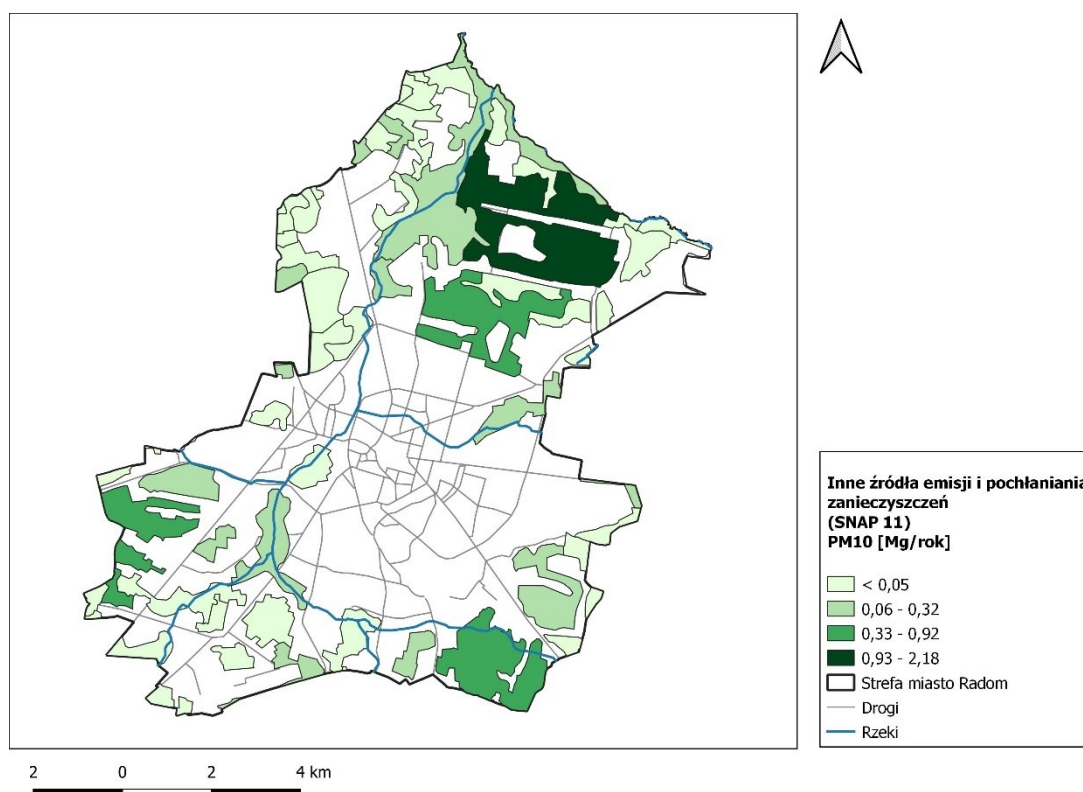 Inne źródła emisji i pochłaniania
zanieczyszczeń
(SNAP 11)
PM10 [Mg/rok]
< 0,05
0,06 - 0,32
0,33 - 0,92
0,93 - 2,18
Strefa miasto Radom
Drogi
Rzeki
2 0 2 4 km